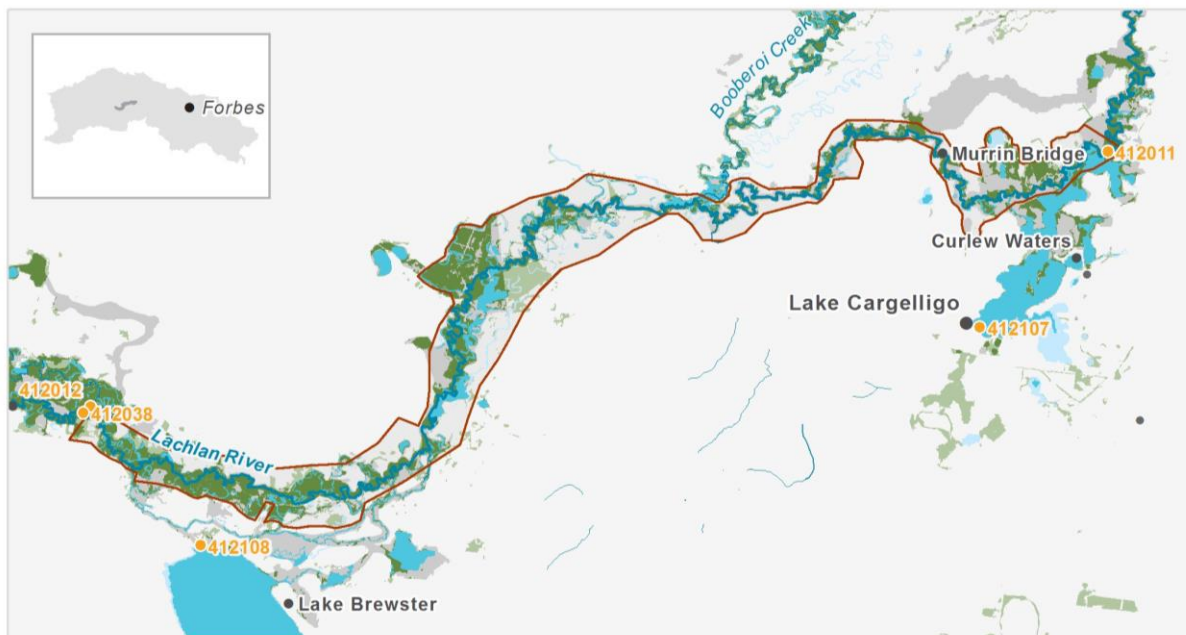 Forbes
Booberoi Creek
Murrin Bridge
412011
Curlew Waters
Lake Cargelligo
412107
412012
412038
Lachlan River
412108
Lake Brewster